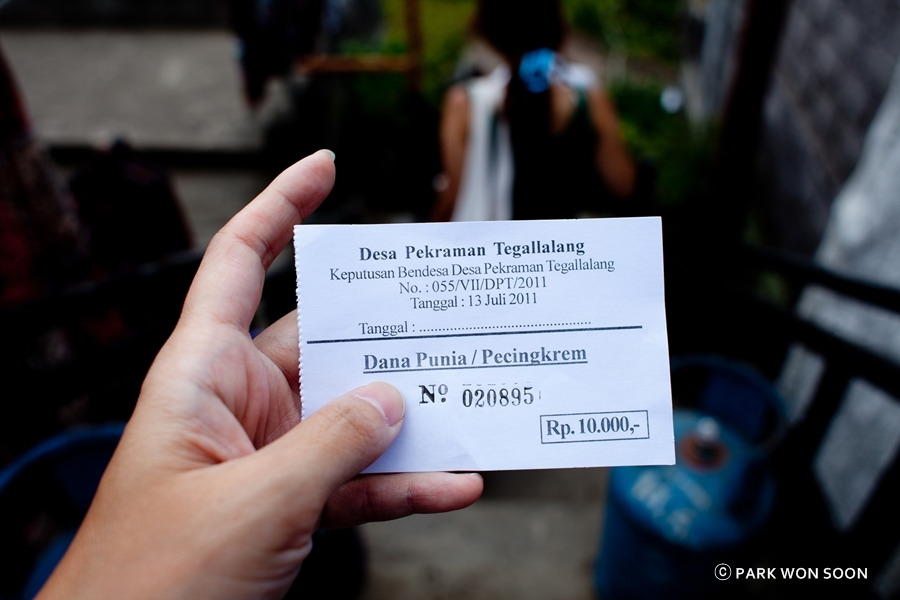 Desa Pekraman Tegallalang
Keputusan Bendesa Desa Pekraman Tegallalang
No. : 055/VII/DPT/2011
Tanggal : 13 Juli 2011
Tanggal : .............................................
Dana Punia / Pecingkrem
Nº. 020895
Rp. 10.000,-
© PARK WON SOON